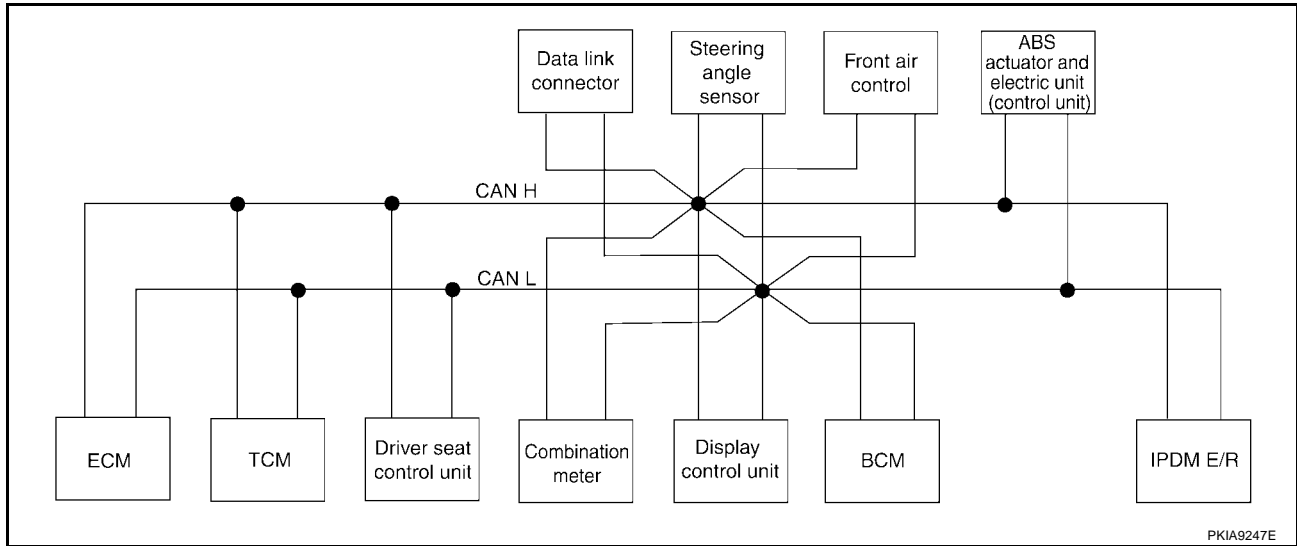 Data link
connector
Steering
angle
sensor
Front air
control
ABS
actuator and
electric unit
(control unit)
CAN H
CAN L
ECM
TCM
Driver seat
control unit
Combination
meter
Display
control unit
BCM
IPDM E/R
PKIA9247E